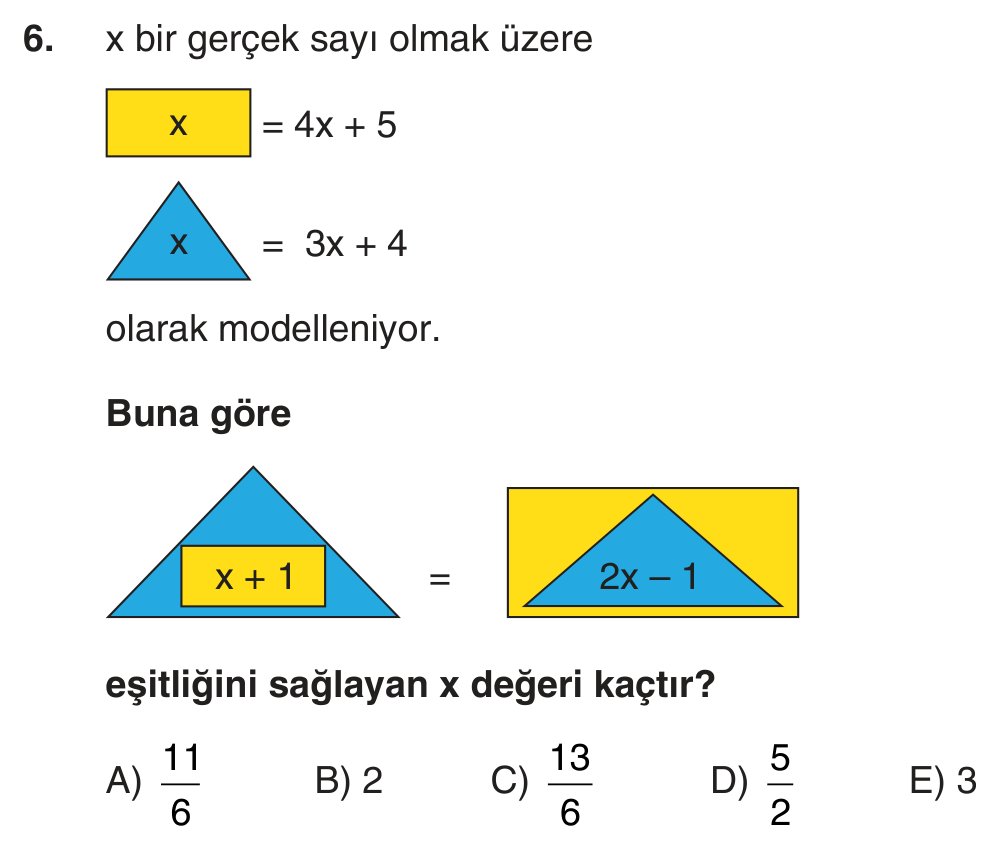 6. x bir gerçek sayı olmak üzere
x = 4x + 5
x = 3x + 4
olarak modelleniyor.
Buna göre
x + 1 = 2x – 1
eşitliğini sağlayan x değeri kaçtır?
A) 11/6 B) 2 C) 13/6 D) 5/2 E) 3